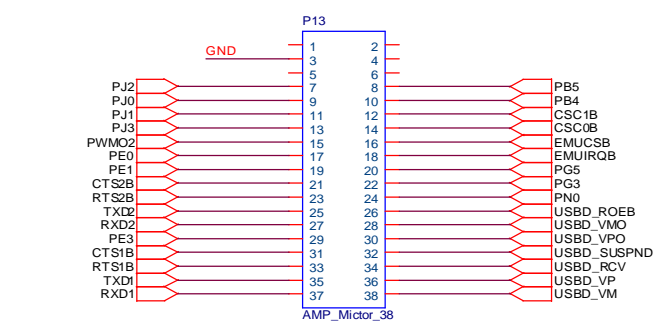 P13
GND
1 2
3 4
5 6
PJ2 7 8 PB5
PJ0 9 10 PB4
PJ1 11 12 CSC1B
PJ3 13 14 CSC0B
PWMO2 15 16 EMUCSB
PE0 17 18 EMUIRQB
PE1 19 20 PG5
CTS2B 21 22 PG3
RTS2B 23 24 PN0
TXD2 25 26 USBD_ROEB
RXD2 27 28 USBD_VMO
PE3 29 30 USBD_VPO
CTS1B 31 32 USBD_SUSPND
RTS1B 33 34 USBD_RCV
TXD1 35 36 USBD_VP
RXD1 37 38 USBD_VM
AMP_Mictor_38